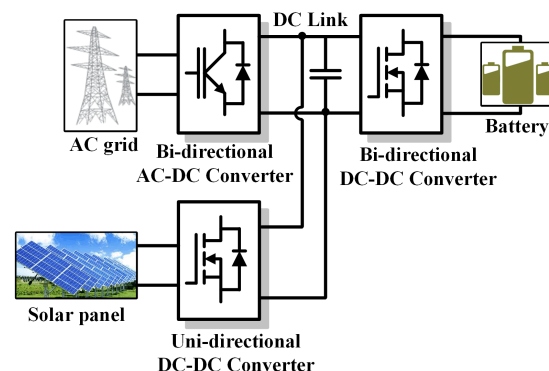 DC Link
AC grid
Bi-directional
AC-DC Converter
Bi-directional
DC-DC Converter
Battery
Solar panel
Uni-directional
DC-DC Converter